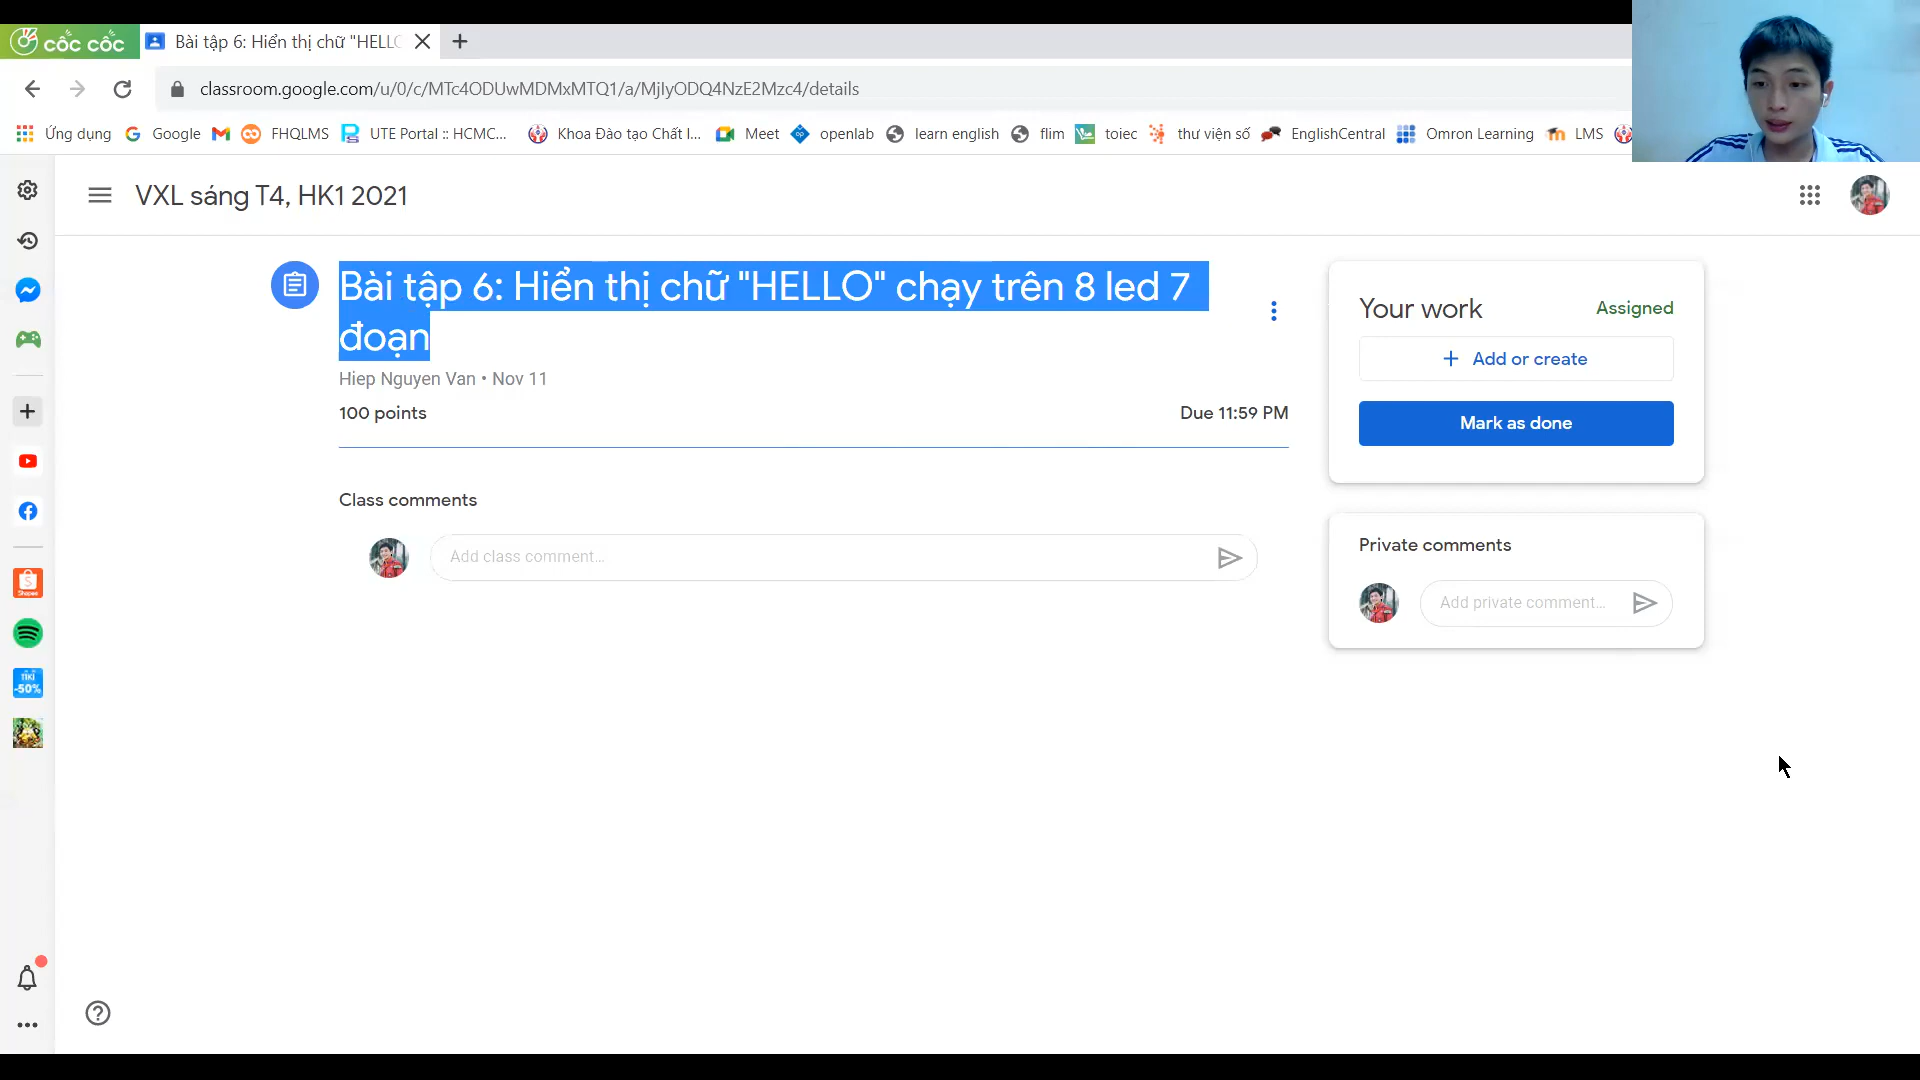 cốc cốc
Bài tập 6: Hiển thị chữ "HELLO
classroom.google.com/u/0/c/MTc4ODUwMDMxMTQ1/a/MjIyODQ4NzE2Mzc4/details
Ứng dụng Google FHQLMS UTE Portal :: HCMC... Khoa Đào tạo Chất l... Meet openlab learn english flim toiec thư viện số EnglishCentral Omron Learning LMS
VXL sáng T4, HK1 2021
Bài tập 6: Hiển thị chữ "HELLO" chạy trên 8 led 7
đoạn
Hiep Nguyen Van • Nov 11
100 points
Due 11:59 PM
Class comments
Add class comment...
Your work
Assigned
+ Add or create
Mark as done
Private comments
Add private comment...
Shopee
TIKI
-50%